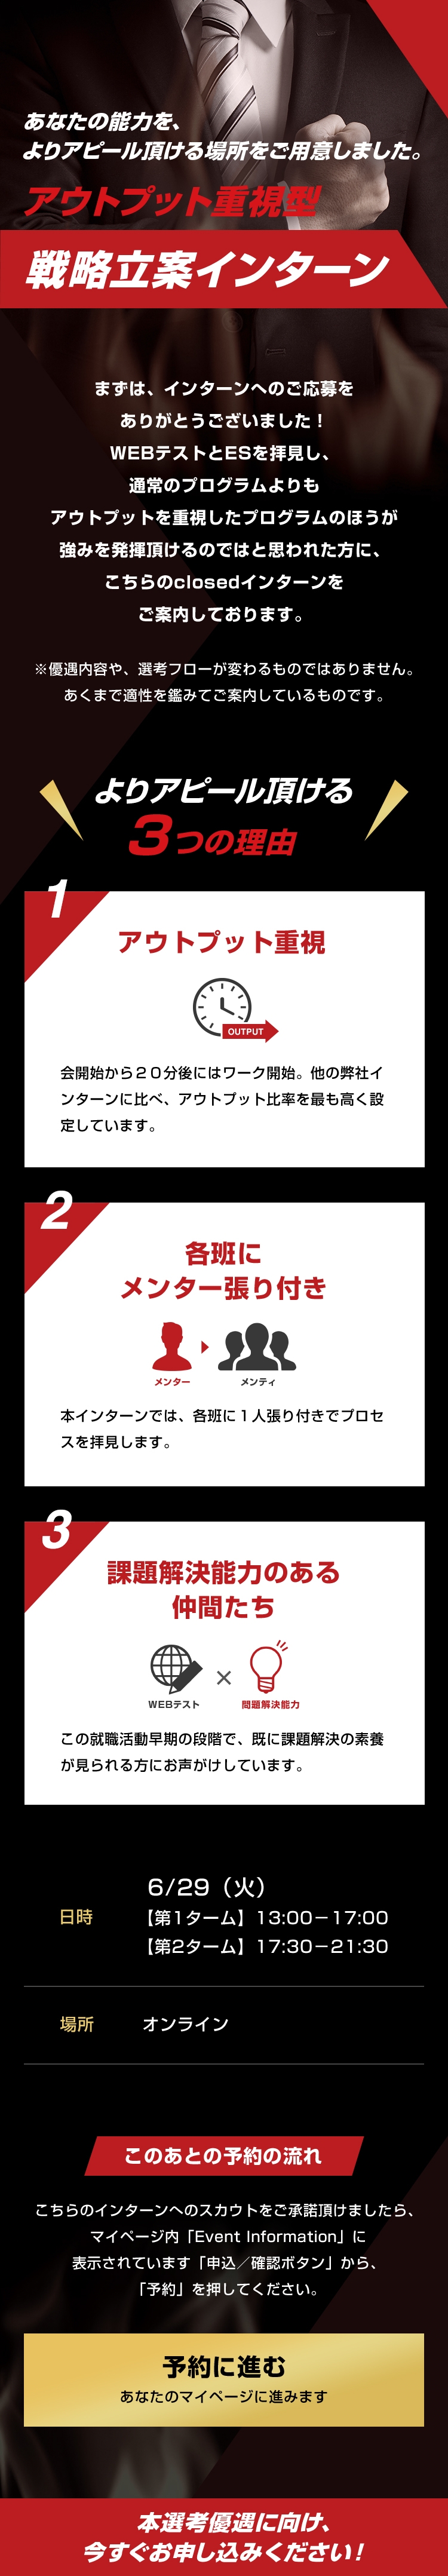 あなたの能力を、
よりアピール頂ける場所をご用意しました。
アウトプット重視型
戦略立案インターン
まずは、インターンへのご応募を
ありがとうございました！
WEBテストとESを拝見し、
通常のプログラムよりも
アウトプットを重視したプログラムのほうが
強みを発揮頂けるのではと思われた方に、
こちらのclosedインターンを
ご案内しております。
※優遇内容や、選考フローが変わるものではありません。
あくまで適性を鑑みてご案内しているものです。
よりアピール頂ける
3つの理由
1
アウトプット重視
OUTPUT
会開始から２０分後にはワーク開始。他の弊社イ
ンターンに比べ、アウトプット比率を最も高く設
定しています。
2
各班に
メンター張り付き
メンター
メンティ
本インターンでは、各班に１人張り付きでプロセ
スを拝見します。
3
課題解決能力のある
仲間たち
WEBテスト
問題解決能力
この就職活動早期の段階で、既に課題解決の素養
が見られる方にお声がけしています。
6/29（火）
日時
【第1ターム】13:00－17:00
【第2ターム】17:30－21:30
場所 オンライン
このあとの予約の流れ
こちらのインターンへのスカウトをご承諾頂けましたら、
マイページ内「Event Information」に
表示されています「申込／確認ボタン」から、
「予約」を押してください。
予約に進む
あなたのマイページに進みます
本選考優遇に向け、
今すぐお申し込みください！